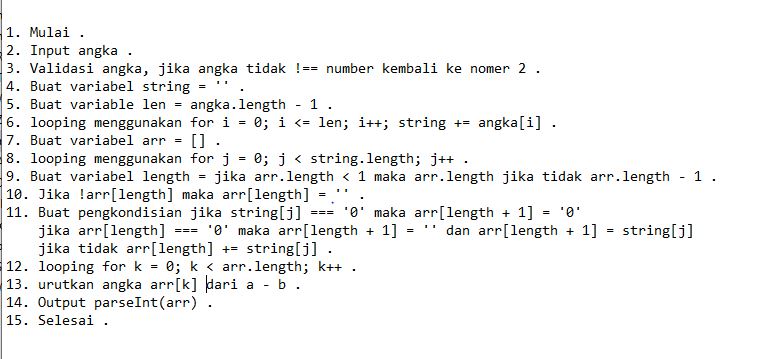 1. Mulai .
2. Input angka .
3. Validasi angka, jika angka tidak !== number kembali ke nomer 2 .
4. Buat variabel string = '' .
5. Buat variable len = angka.length - 1 .
6. looping menggunakan for i = 0; i <= len; i++; string += angka[i] .
7. Buat variabel arr = [] .
8. looping menggunakan for j = 0; j < string.length; j++ .
9. Buat variabel length = jika arr.length < 1 maka arr.length jika tidak arr.length - 1 .
10. Jika !arr[length] maka arr[length] = '' .
11. Buat pengkondisian jika string[j] === '0' maka arr[length + 1] = '0'
jika arr[length] === '0' maka arr[length + 1] = '' dan arr[length + 1] = string[j]
jika tidak arr[length] += string[j] .
12. looping for k = 0; k < arr.length; k++ .
13. urutkan angka arr[k] dari a - b .
14. Output parseInt(arr) .
15. Selesai .